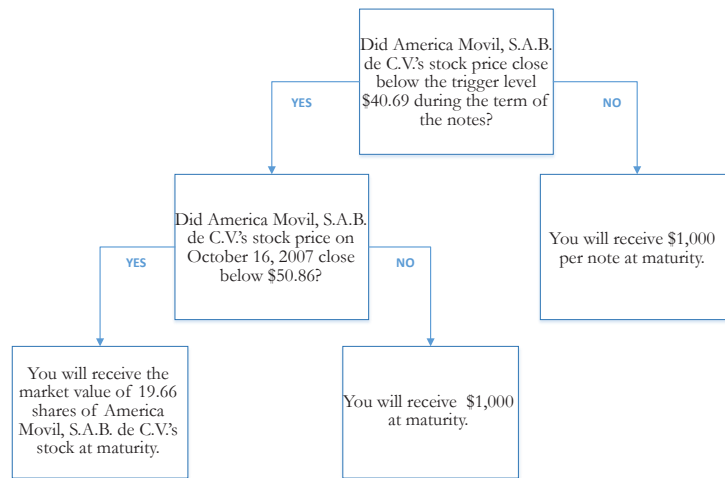 Did America Movil, S.A.B.
de C.V.'s stock price close
below the trigger level
$40.69 during the term of
the notes?
YES
NO
Did America Movil, S.A.B.
de C.V.'s stock price on
October 16, 2007 close
below $50.86?
You will receive $1,000
per note at maturity.
YES
NO
You will receive the
market value of 19.66
shares of America
Movil, S.A.B. de C.V.'s
stock at maturity.
You will receive $1,000
at maturity.